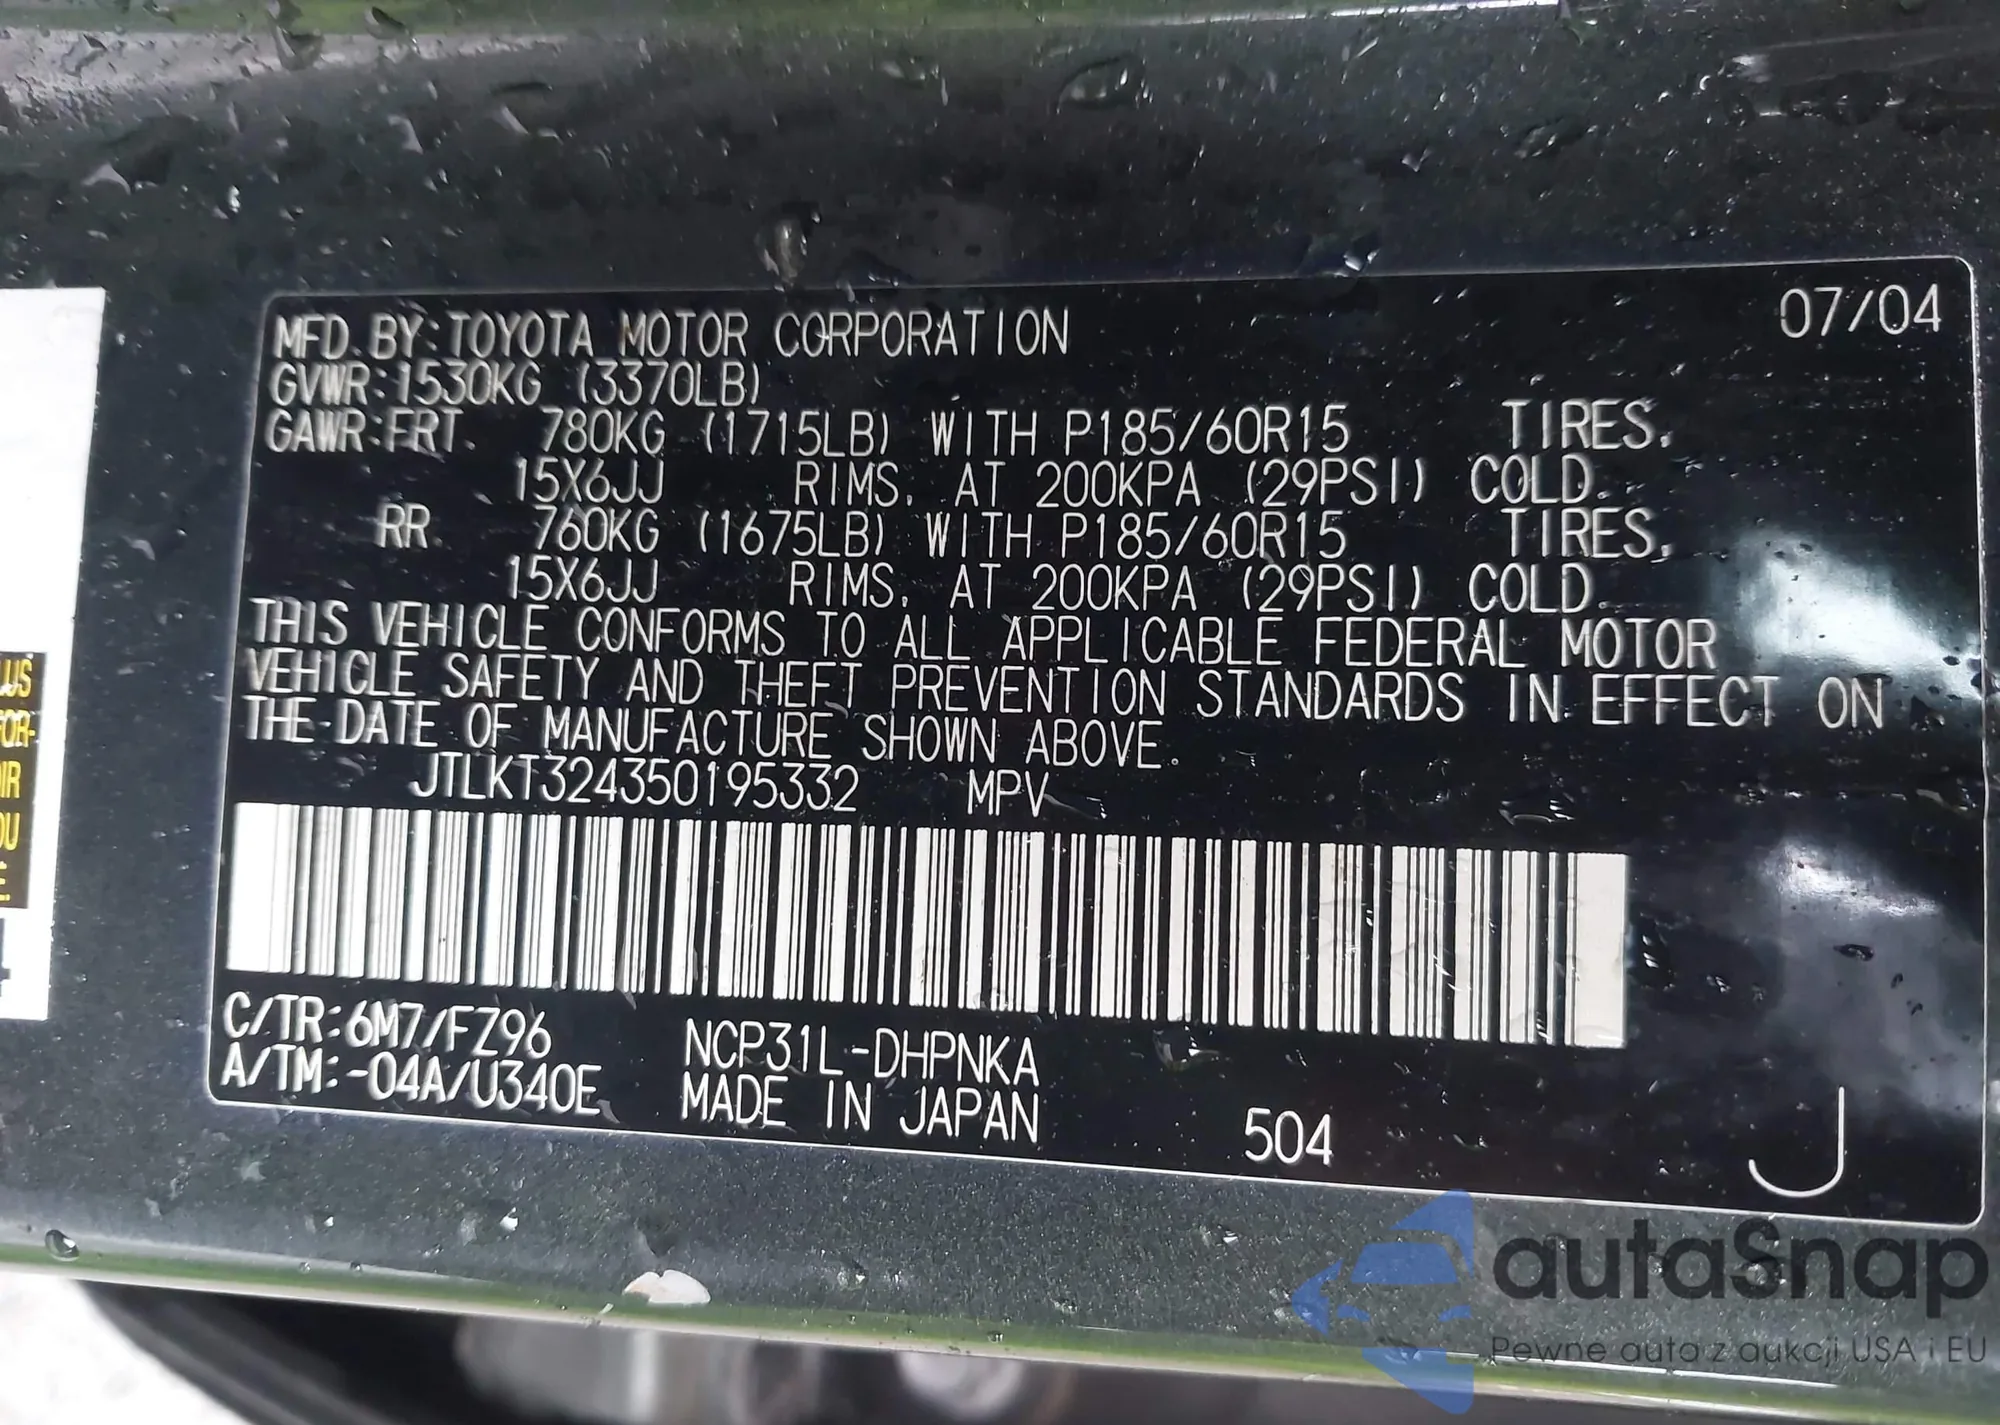 07/04
MFD. BY: TOYOTA MOTOR CORPORATION
GVWR: 1530KG (3370LB)
GAWR: FRT. 780KG (1715LB) WITH P185/60R15 TIRES,
15X6JJ RIMS, AT 200KPA (29PSI) COLD.
RR. 760KG (1675LB) WITH P185/60R15 TIRES,
15X6JJ RIMS, AT 200KPA (29PSI) COLD.
THIS VEHICLE CONFORMS TO ALL APPLICABLE FEDERAL MOTOR
VEHICLE SAFETY AND THEFT PREVENTION STANDARDS IN EFFECT ON
THE DATE OF MANUFACTURE SHOWN ABOVE.
JTLKT324350195332 MPV
C/TR: 6M7/FZ96 NCP31L-DHPNKA
A/TM: -04A/U340E MADE IN JAPAN 504 J
autaSnap
Pewne auta z aukcji USA i EU